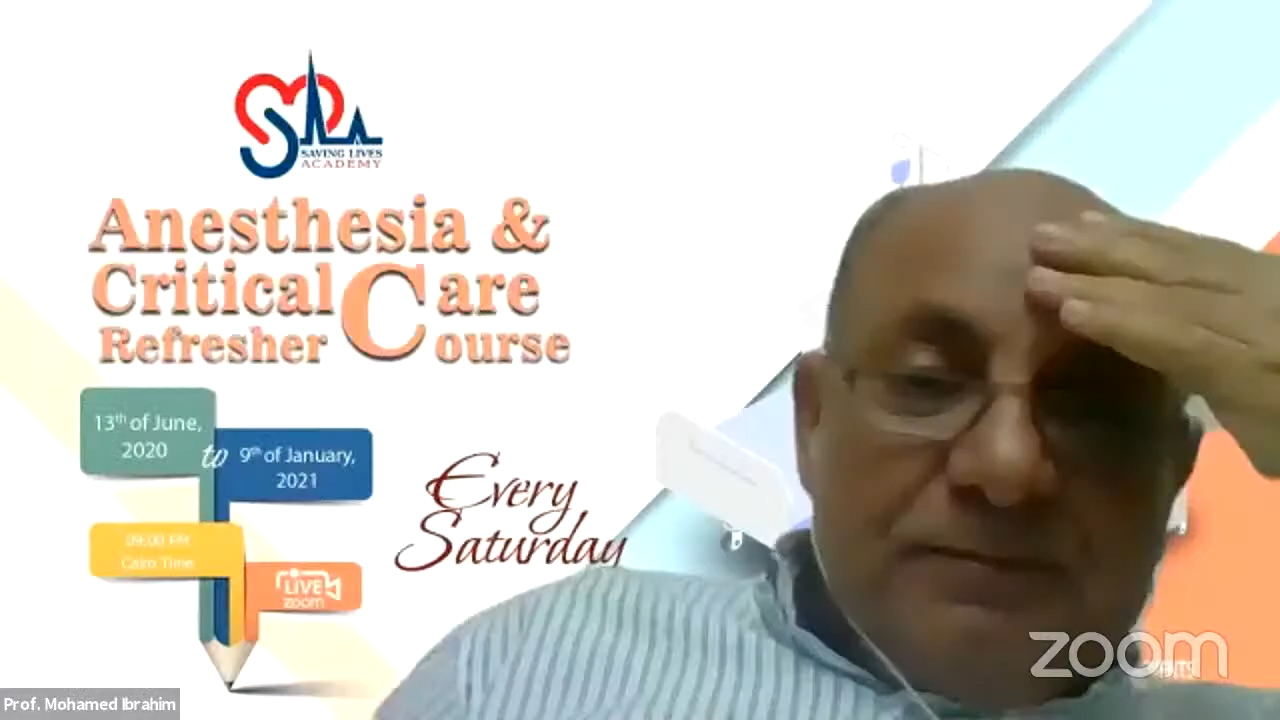 SAVING LIVES
ACADEMY
Anesthesia &
Critical Care
Refresher Course
13th of June,
2020
to
9th of January,
2021
09:00 PM
Cairo Time
LIVE
zoom
Every
Saturday
zoom
Prof. Mohamed Ibrahim